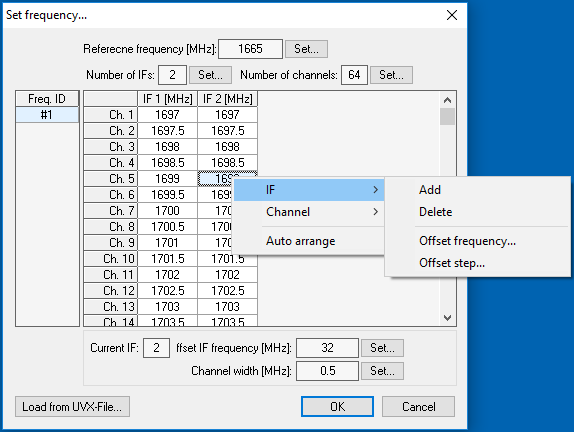 Set frequency...
Referecne frequency [MHz]: 1665 Set...
Number of IFs: 2 Set... Number of channels: 64 Set...
Freq. ID
#1
IF 1 [MHz] IF 2 [MHz]
Ch. 1 1697 1697
Ch. 2 1697.5 1697.5
Ch. 3 1698 1698
Ch. 4 1698.5 1698.5
Ch. 5 1699
Ch. 6 1699.5
Ch. 7 1700
Ch. 8 1700.5
Ch. 9 1701
Ch. 10 1701.5 1701.5
Ch. 11 1702 1702
Ch. 12 1702.5 1702.5
Ch. 13 1703 1703
Ch. 14 1703.5 1703.5
IF
Channel
Auto arrange
Add
Delete
Offset frequency...
Offset step...
Current IF: 2 ffset IF frequency [MHz]: 32 Set...
Channel width [MHz]: 0.5 Set...
Load from UVX-File... OK Cancel